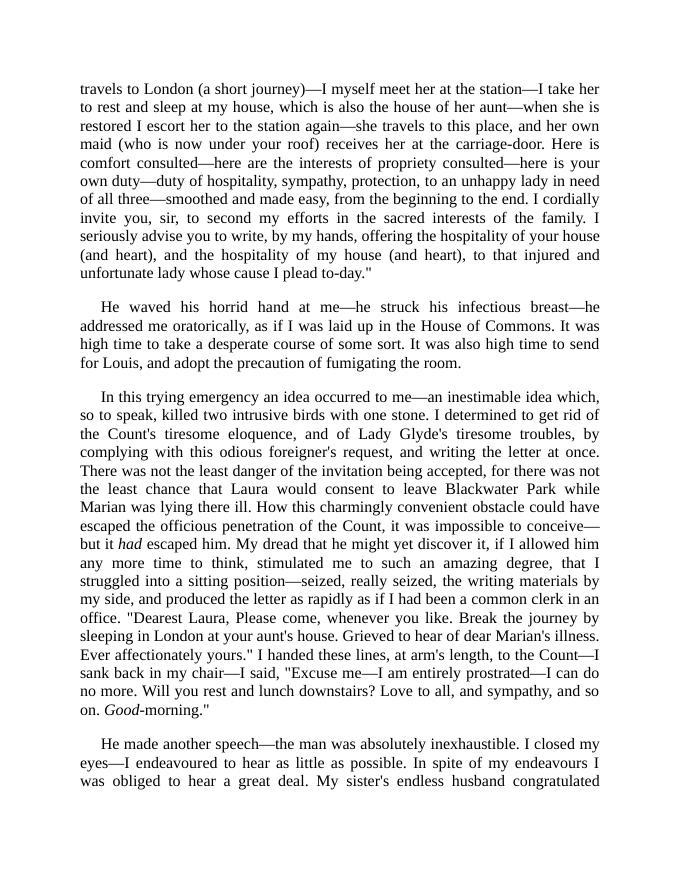 travels to London (a short journey)—I myself meet her at the station—I take her
to rest and sleep at my house, which is also the house of her aunt—when she is
restored I escort her to the station again—she travels to this place, and her own
maid (who is now under your roof) receives her at the carriage-door. Here is
comfort consulted—here are the interests of propriety consulted—here is your
own duty—duty of hospitality, sympathy, protection, to an unhappy lady in need
of all three—smoothed and made easy, from the beginning to the end. I cordially
invite you, sir, to second my efforts in the sacred interests of the family. I
seriously advise you to write, by my hands, offering the hospitality of your house
(and heart), and the hospitality of my house (and heart), to that injured and
unfortunate lady whose cause I plead to-day."
He waved his horrid hand at me—he struck his infectious breast—he
addressed me oratorically, as if I was laid up in the House of Commons. It was
high time to take a desperate course of some sort. It was also high time to send
for Louis, and adopt the precaution of fumigating the room.
In this trying emergency an idea occurred to me—an inestimable idea which,
so to speak, killed two intrusive birds with one stone. I determined to get rid of
the Count's tiresome eloquence, and of Lady Glyde's tiresome troubles, by
complying with this odious foreigner's request, and writing the letter at once.
There was not the least danger of the invitation being accepted, for there was not
the least chance that Laura would consent to leave Blackwater Park while
Marian was lying there ill. How this charmingly convenient obstacle could have
escaped the officious penetration of the Count, it was impossible to conceive—
but it had escaped him. My dread that he might yet discover it, if I allowed him
any more time to think, stimulated me to such an amazing degree, that I
struggled into a sitting position—seized, really seized, the writing materials by
my side, and produced the letter as rapidly as if I had been a common clerk in an
office. "Dearest Laura, Please come, whenever you like. Break the journey by
sleeping in London at your aunt's house. Grieved to hear of dear Marian's illness.
Ever affectionately yours." I handed these lines, at arm's length, to the Count—I
sank back in my chair—I said, "Excuse me—I am entirely prostrated—I can do
no more. Will you rest and lunch downstairs? Love to all, and sympathy, and so
on. Good-morning."
He made another speech—the man was absolutely inexhaustible. I closed my
eyes—I endeavoured to hear as little as possible. In spite of my endeavours I
was obliged to hear a great deal. My sister's endless husband congratulated